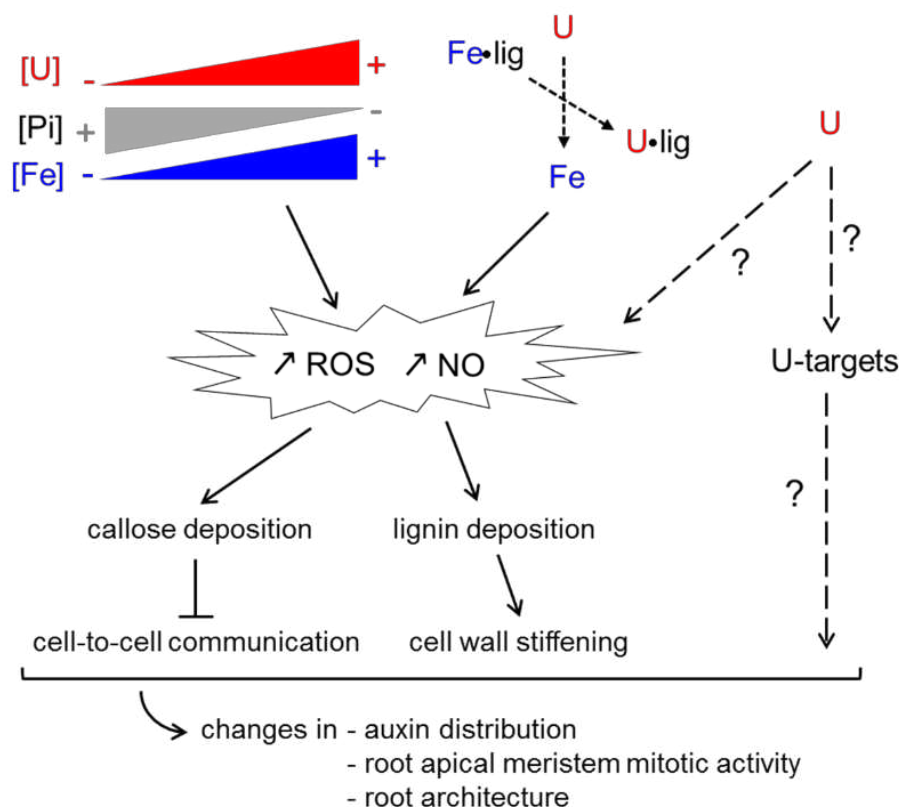 [U] - +
[Pi] + -
[Fe] - +
U
Fe•lig
U•lig
Fe
U
?
?
↗ ROS ↗ NO
U-targets
?
callose deposition lignin deposition
cell-to-cell communication cell wall stiffening
changes in - auxin distribution
- root apical meristem mitotic activity
- root architecture